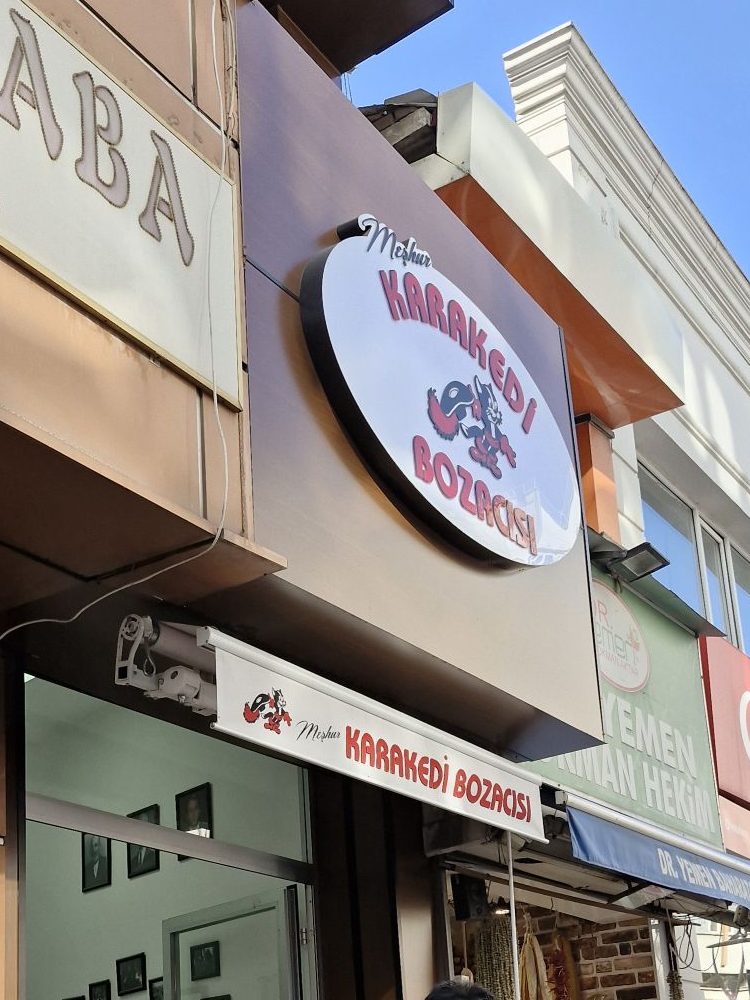 ABA
Meşhur
KARAKEDİ
BOZACISI
Meşhur KARAKEDİ BOZACISI
YEMEN
HEKİM
DR. YEMEN